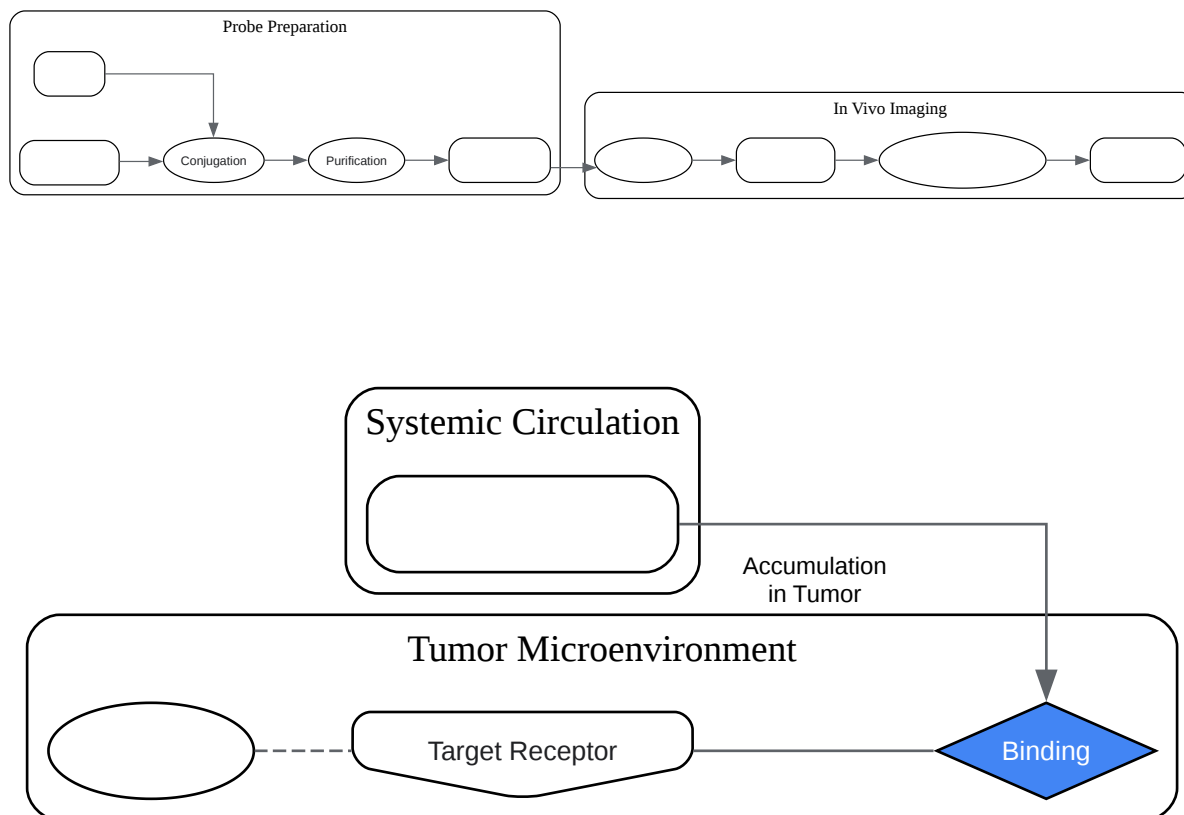 Probe Preparation
Conjugation
Purification
In Vivo Imaging
Systemic Circulation
Accumulation
in Tumor
Tumor Microenvironment
Target Receptor
Binding